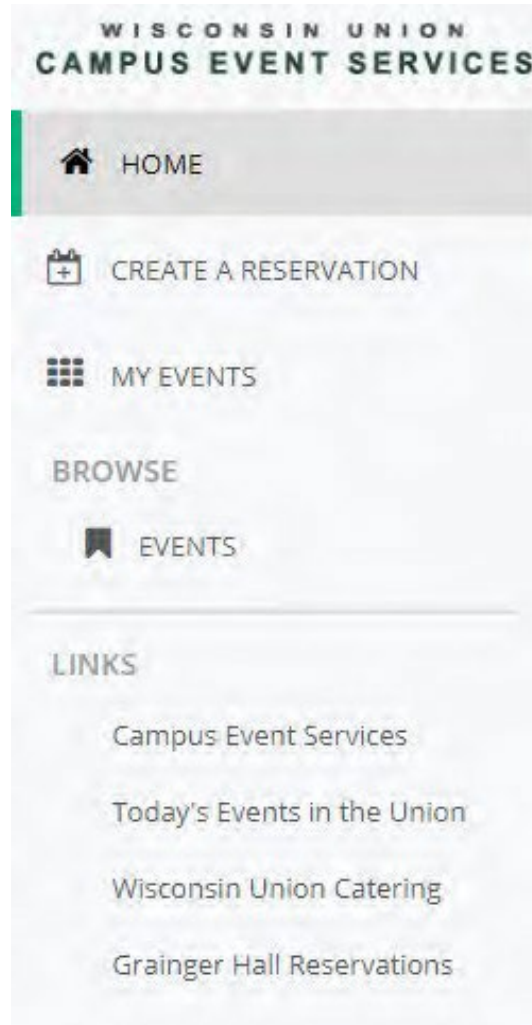 WISCONSIN UNION
CAMPUS EVENT SERVICES
HOME
CREATE A RESERVATION
MY EVENTS
BROWSE
EVENTS
LINKS
Campus Event Services
Today's Events in the Union
Wisconsin Union Catering
Grainger Hall Reservations